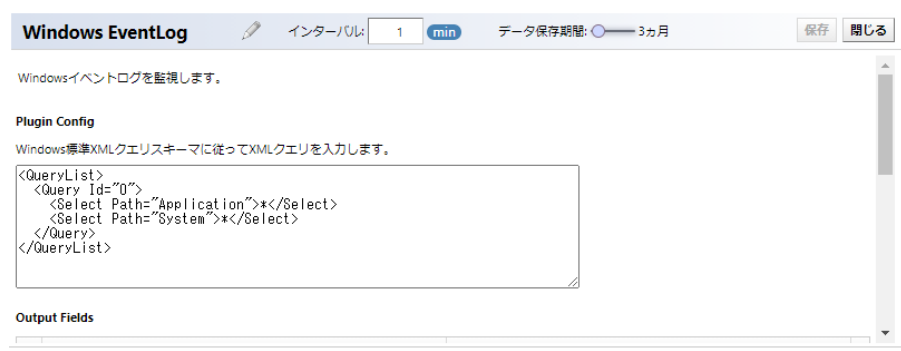 Windows EventLog インターバル: 1 min データ保存期間: 3ヵ月 保存 閉じる
Windowsイベントログを監視します。
Plugin Config
Windows標準XMLクエリスキーマに従ってXMLクエリを入力します。
<QueryList>
  <Query Id="0">
    <Select Path="Application">*</Select>
    <Select Path="System">*</Select>
  </Query>
</QueryList>
Output Fields